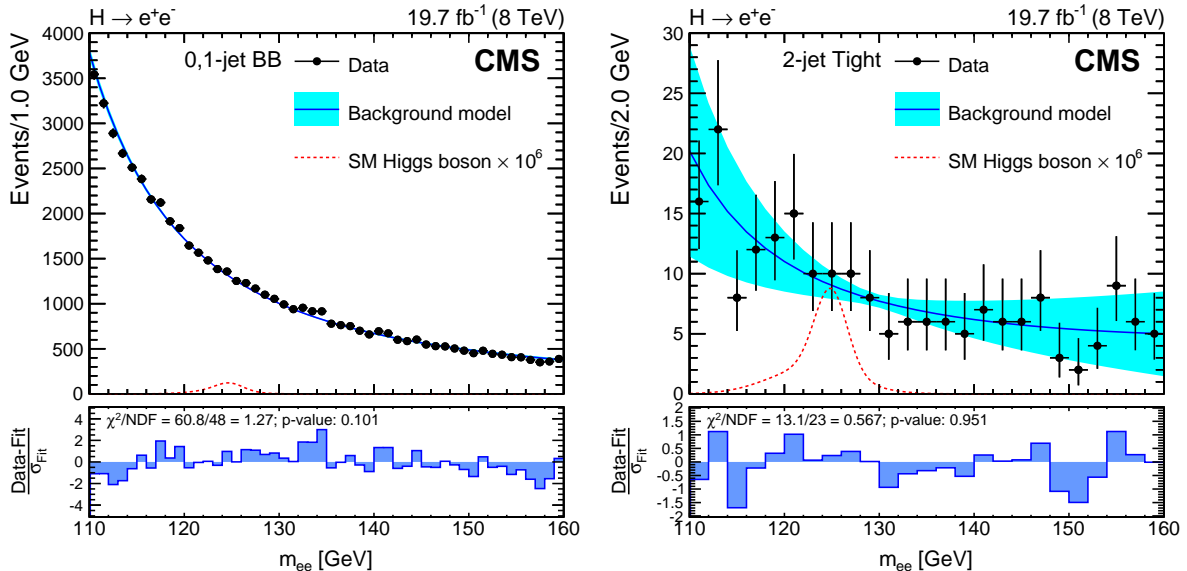 H → e⁺e⁻ 19.7 fb⁻¹ (8 TeV)
0,1-jet BB
CMS
Data
Background model
SM Higgs boson × 10⁶
Events/1.0 GeV
4000
3500
3000
2500
2000
1500
1000
500
0
χ²/NDF = 60.8/48 = 1.27; p-value: 0.101
Data-Fit
σFit
4
2
0
-2
-4
110 120 130 140 150 160
mee [GeV]
H → e⁺e⁻ 19.7 fb⁻¹ (8 TeV)
2-jet Tight
CMS
Data
Background model
SM Higgs boson × 10⁶
Events/2.0 GeV
30
25
20
15
10
5
0
χ²/NDF = 13.1/23 = 0.567; p-value: 0.951
Data-Fit
σFit
2
1.5
1
0.5
0
-0.5
-1
-1.5
-2
110 120 130 140 150 160
mee [GeV]